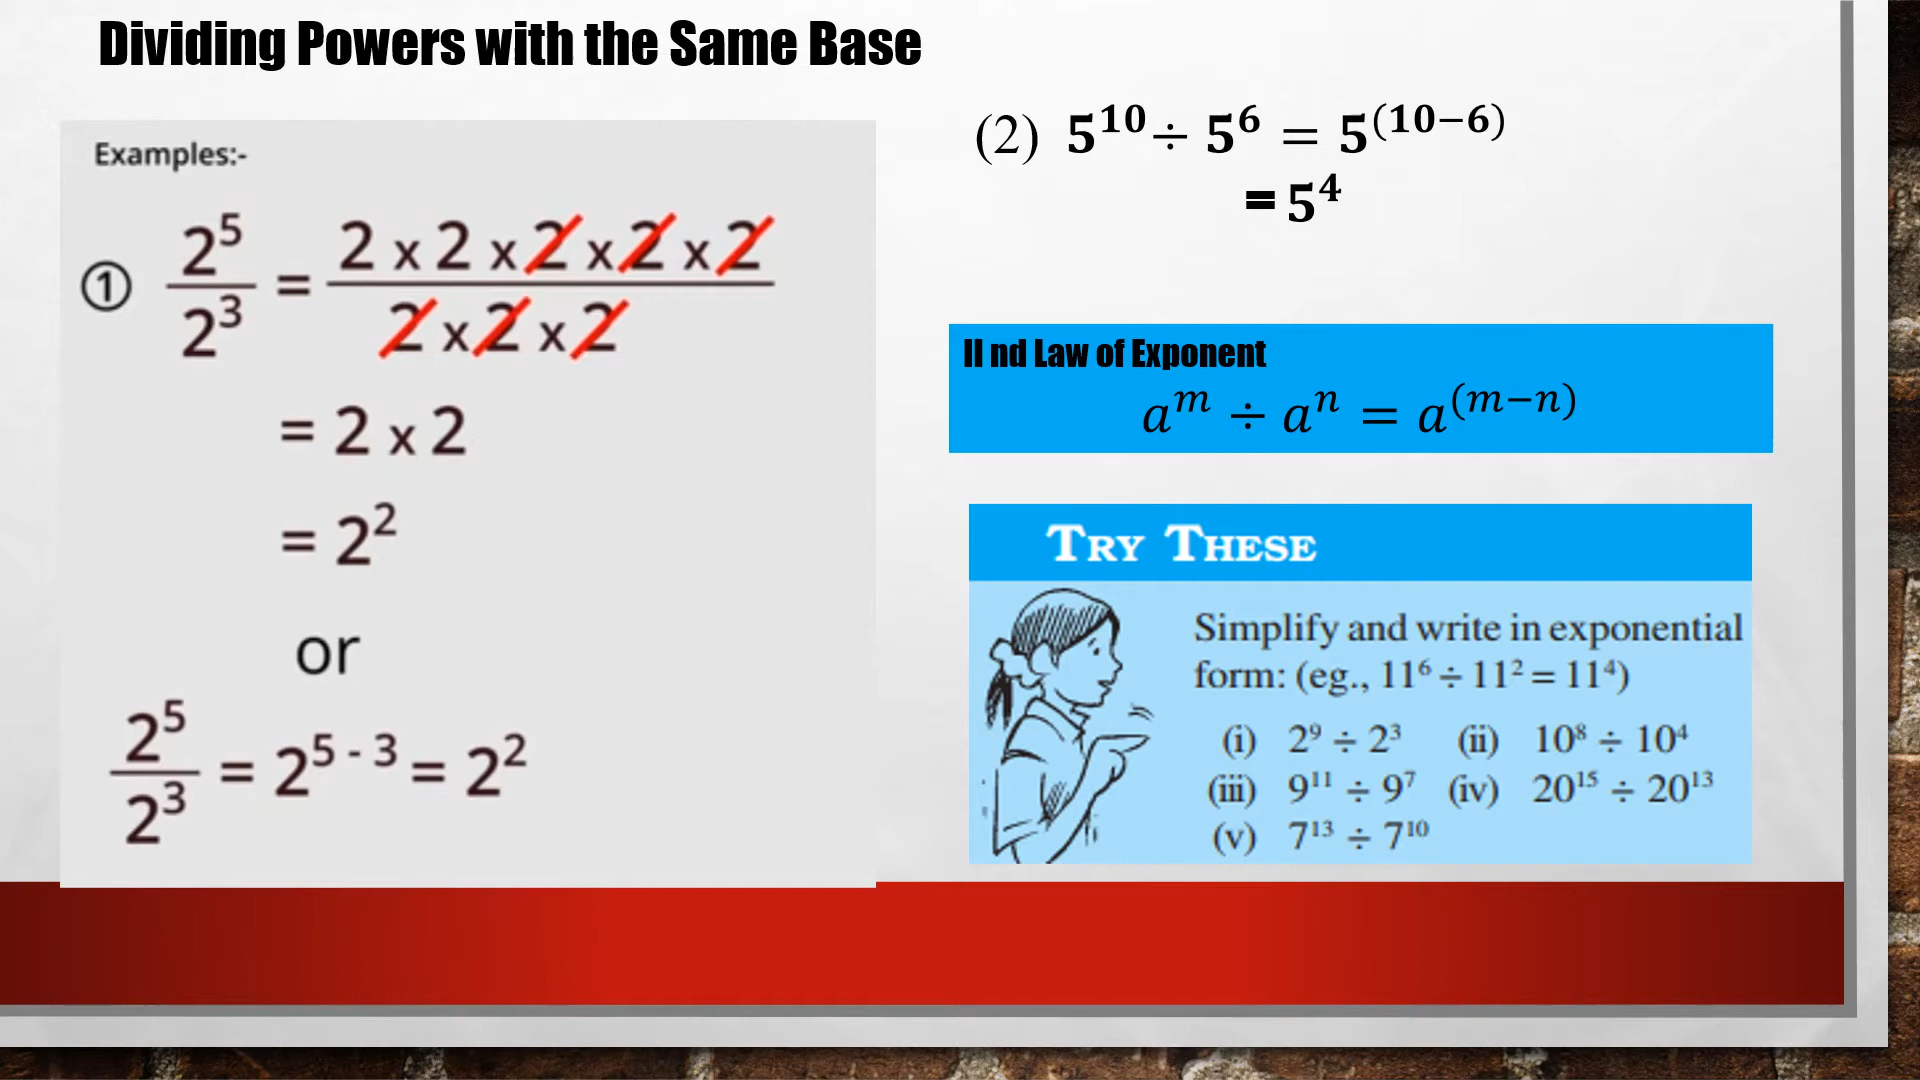 Dividing Powers with the Same Base
Examples:-
① 2⁵/2³ = 2 x 2 x 2 x 2 x 2 / 2 x 2 x 2
= 2 x 2
= 2²
or
2⁵/2³ = 2⁵ ⁻ ³ = 2²
(2) 5¹⁰ ÷ 5⁶ = 5⁽¹⁰⁻⁶⁾
= 5⁴
II nd Law of Exponent
aᵐ ÷ aⁿ = a⁽ᵐ⁻ⁿ⁾
TRY THESE
Simplify and write in exponential
form: (eg., 11⁶ ÷ 11² = 11⁴)
(i) 2⁹ ÷ 2³ (ii) 10⁸ ÷ 10⁴
(iii) 9¹¹ ÷ 9⁷ (iv) 20¹⁵ ÷ 20¹³
(v) 7¹³ ÷ 7¹⁰